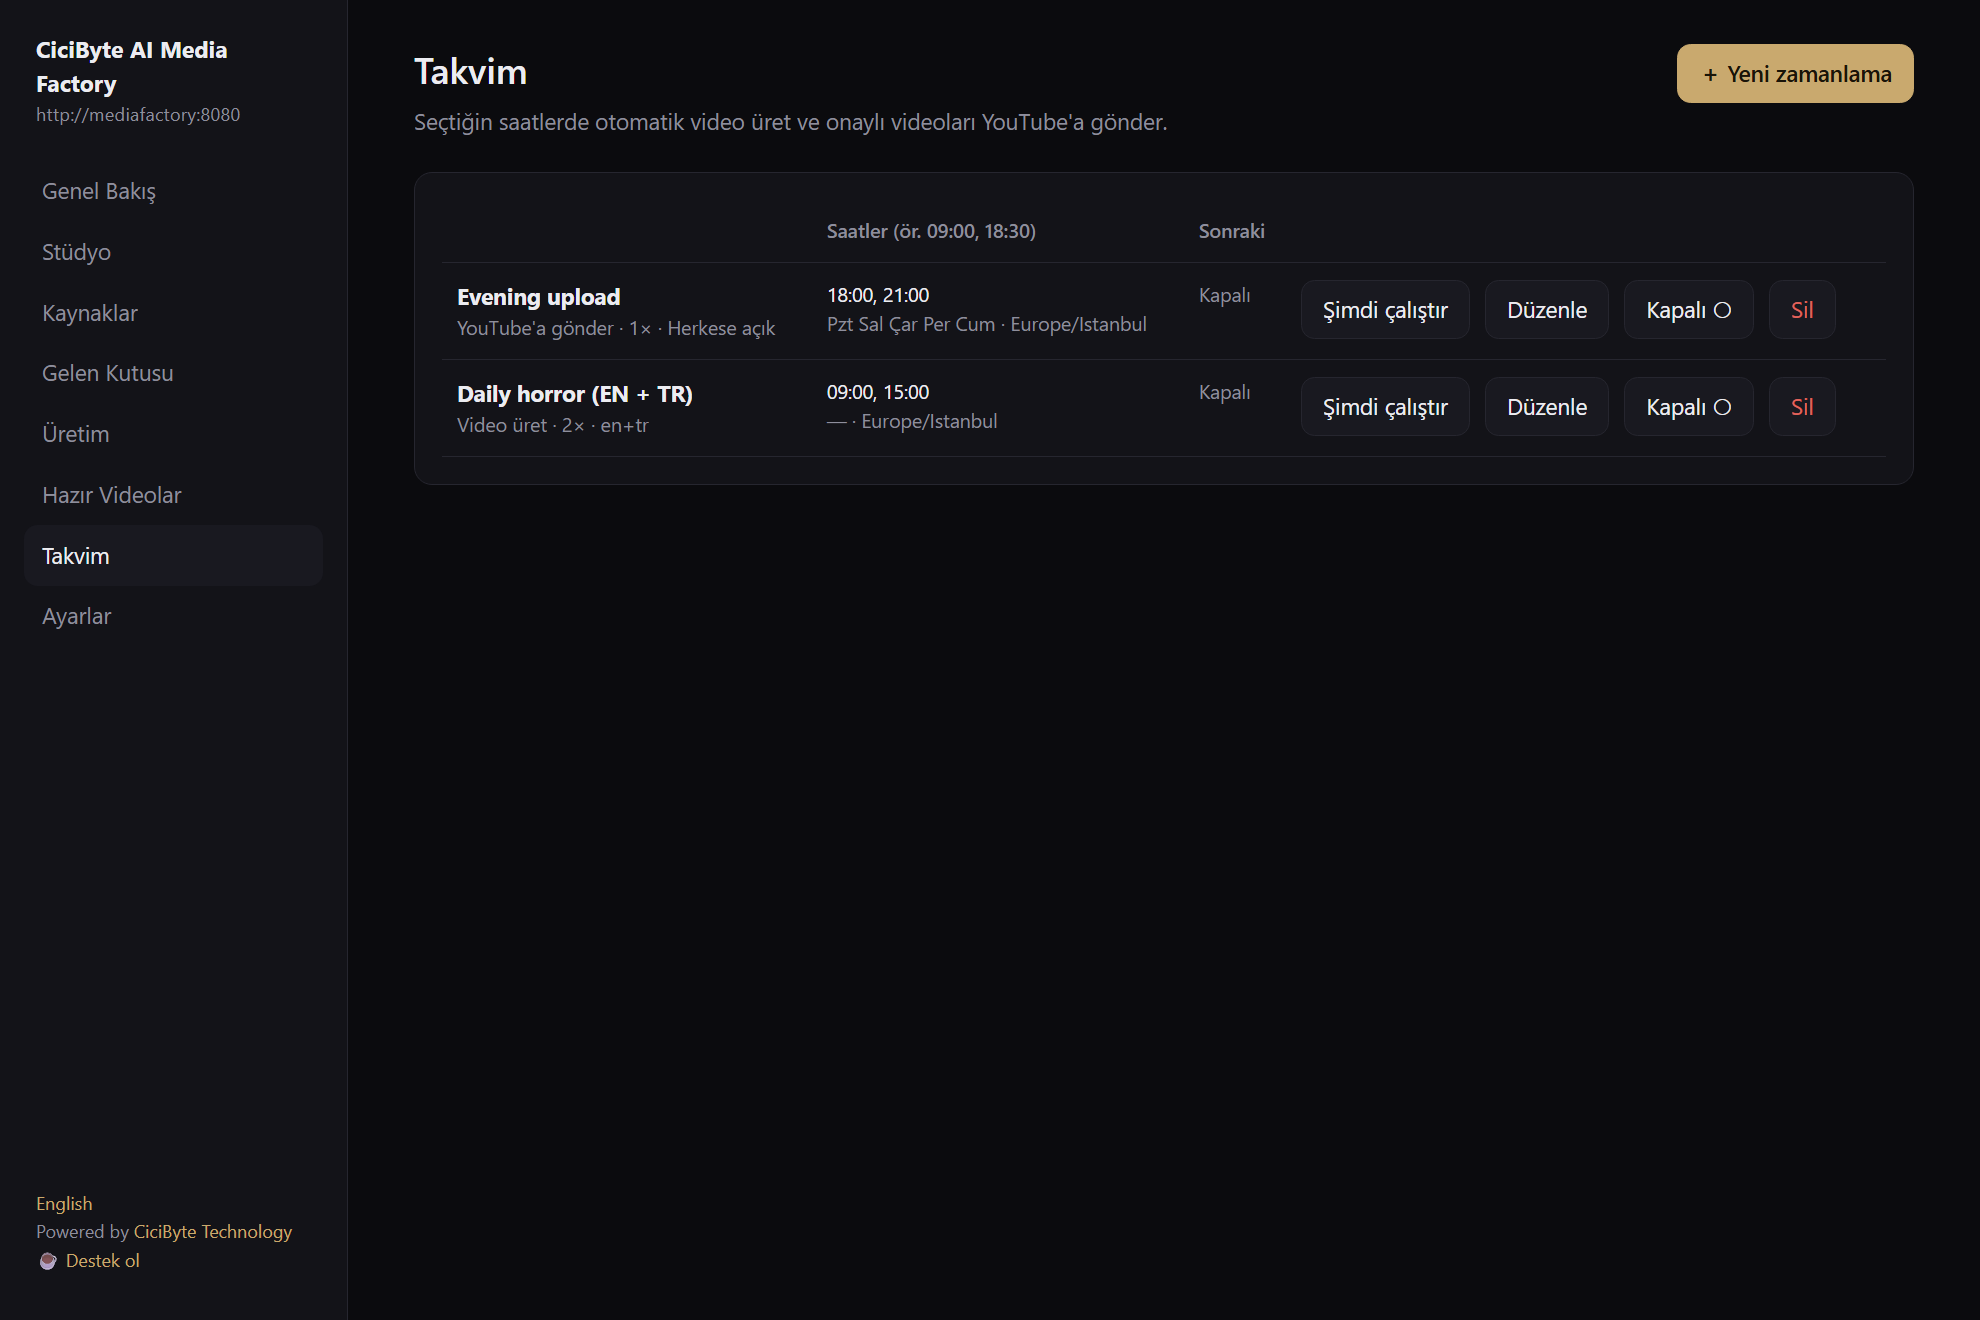 CiciByte AI Media
Factory
http://mediafactory:8080
Genel Bakış
Stüdyo
Kaynaklar
Gelen Kutusu
Üretim
Hazır Videolar
Takvim
Ayarlar
English
Powered by CiciByte Technology
Destek ol
Takvim
+ Yeni zamanlama
Seçtiğin saatlerde otomatik video üret ve onaylı videoları YouTube'a gönder.
Saatler (ör. 09:00, 18:30) Sonraki
Evening upload 18:00, 21:00 Kapalı Şimdi çalıştır Düzenle Kapalı ○ Sil
YouTube'a gönder · 1× · Herkese açık Pzt Sal Çar Per Cum · Europe/Istanbul
Daily horror (EN + TR) 09:00, 15:00 Kapalı Şimdi çalıştır Düzenle Kapalı ○ Sil
Video üret · 2× · en+tr — · Europe/Istanbul